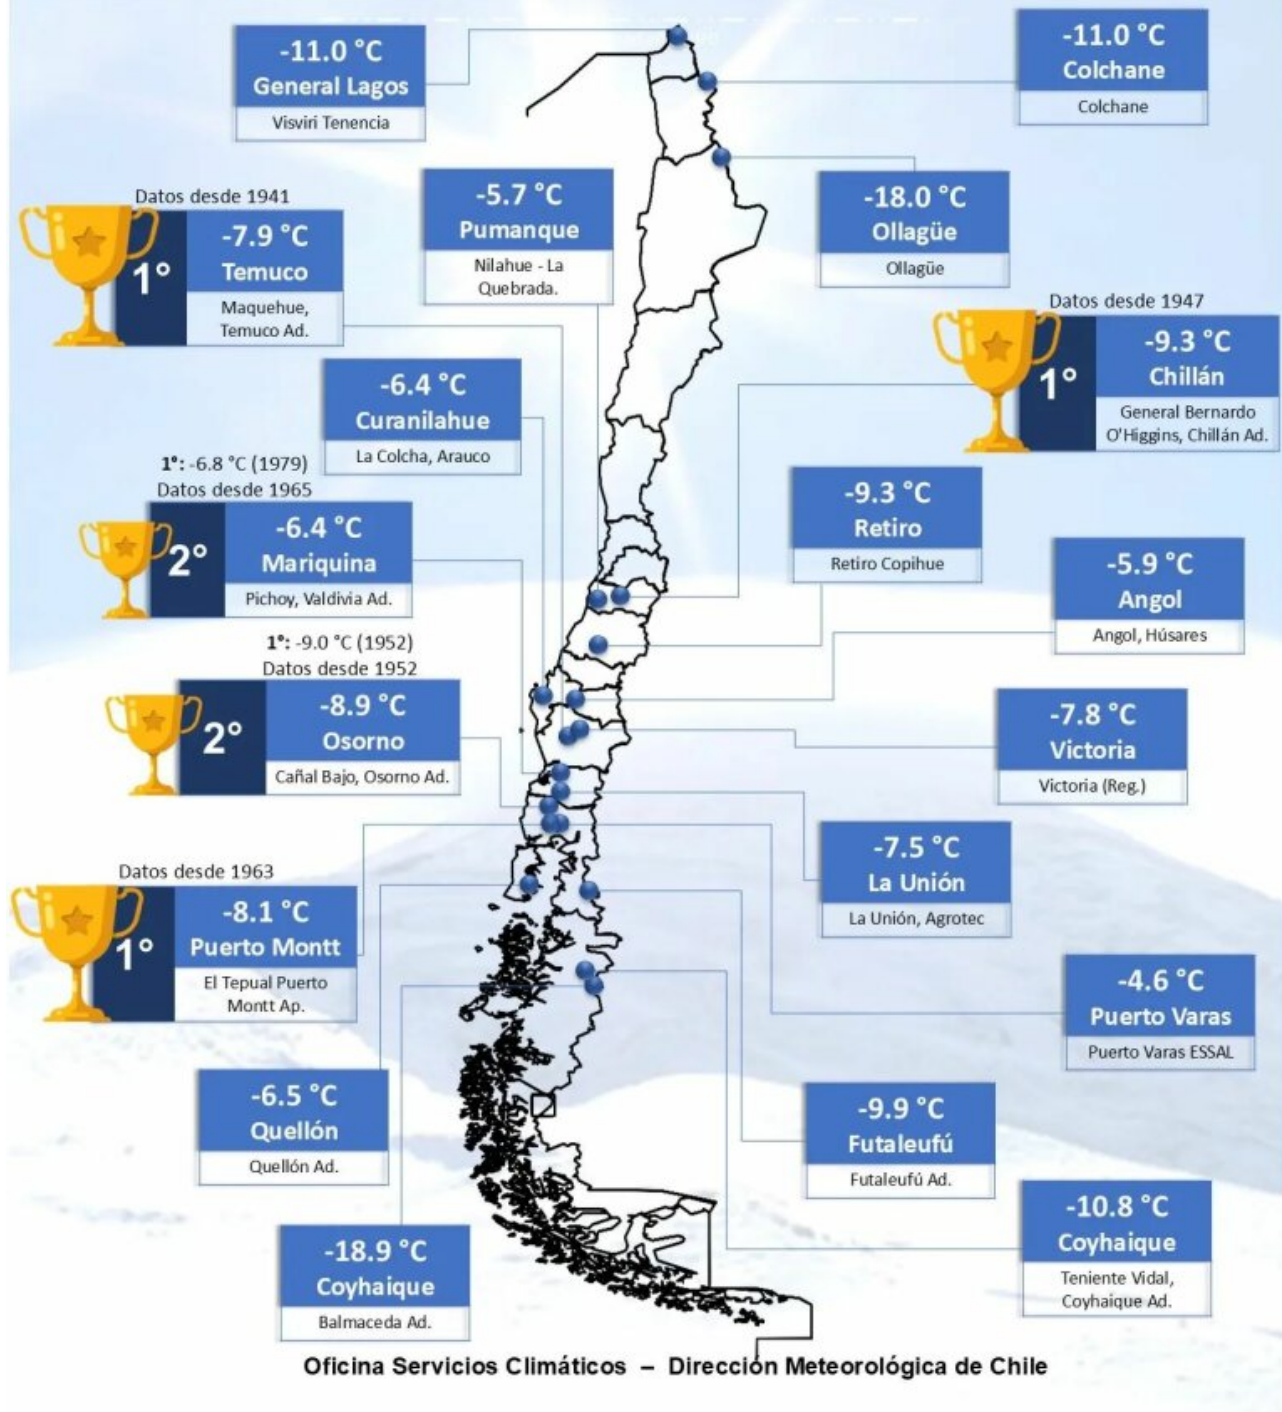 -11.0 °C
General Lagos
Visviri Tenencia
-11.0 °C
Colchane
Colchane
Datos desde 1941
1°
-7.9 °C
Temuco
Maquehue,
Temuco Ad.
-5.7 °C
Pumanque
Nilahue - La
Quebrada.
-18.0 °C
Ollagüe
Ollagüe
Datos desde 1947
1°
-9.3 °C
Chillán
General Bernardo
O'Higgins, Chillán Ad.
-6.4 °C
Curanilahue
La Colcha, Arauco
1°: -6.8 °C (1979)
Datos desde 1965
2°
-6.4 °C
Mariquina
Pichoy, Valdivia Ad.
-9.3 °C
Retiro
Retiro Copihue
-5.9 °C
Angol
Angol, Húsares
1°: -9.0 °C (1952)
Datos desde 1952
2°
-8.9 °C
Osorno
Cañal Bajo, Osorno Ad.
-7.8 °C
Victoria
Victoria (Reg.)
-7.5 °C
La Unión
La Unión, Agrotec
Datos desde 1963
1°
-8.1 °C
Puerto Montt
El Tepual Puerto
Montt Ap.
-4.6 °C
Puerto Varas
Puerto Varas ESSAL
-6.5 °C
Quellón
Quellón Ad.
-9.9 °C
Futaleufú
Futaleufú Ad.
-18.9 °C
Coyhaique
Balmaceda Ad.
-10.8 °C
Coyhaique
Teniente Vidal,
Coyhaique Ad.
Oficina Servicios Climáticos – Dirección Meteorológica de Chile